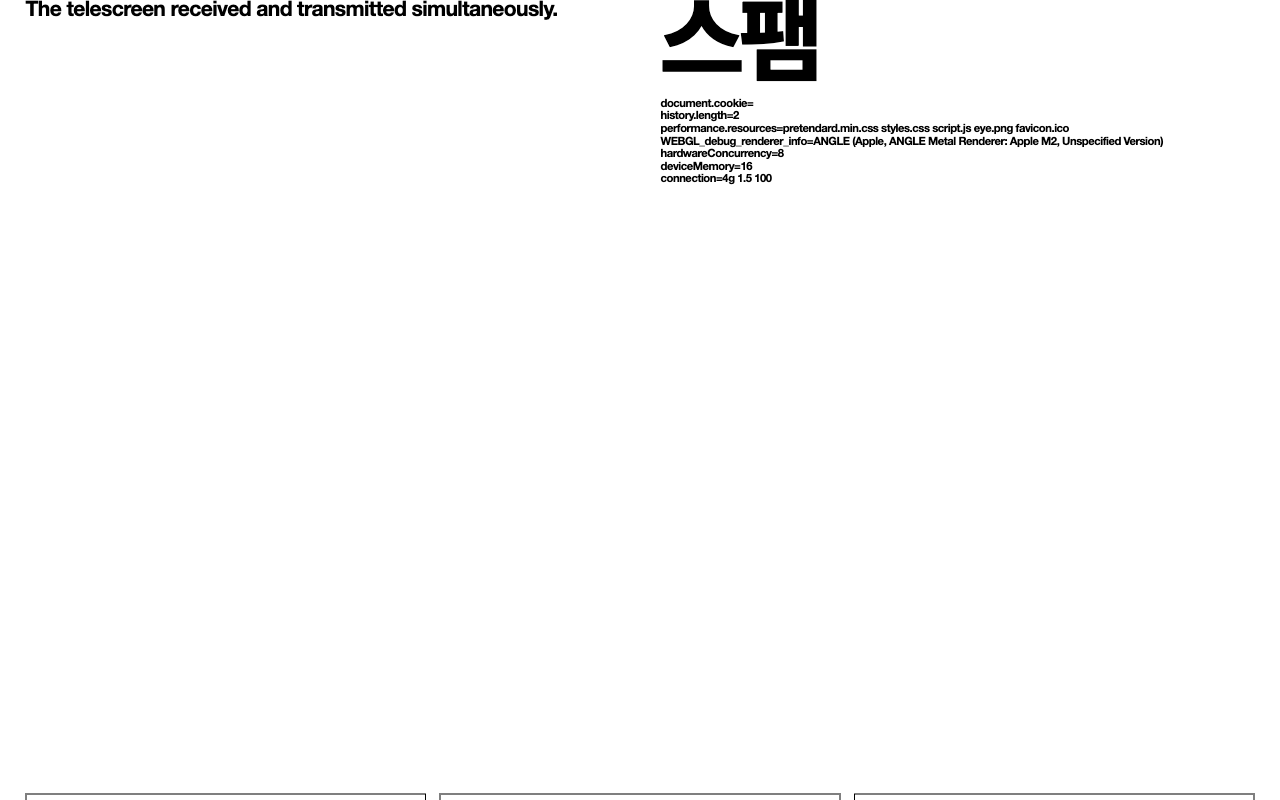 The telescreen received and transmitted simultaneously.
스팸
document.cookie=
history.length=2
performance.resources=pretendard.min.css styles.css script.js eye.png favicon.ico
WEBGL_debug_renderer_info=ANGLE (Apple, ANGLE Metal Renderer: Apple M2, Unspecified Version)
hardwareConcurrency=8
deviceMemory=16
connection=4g 1.5 100